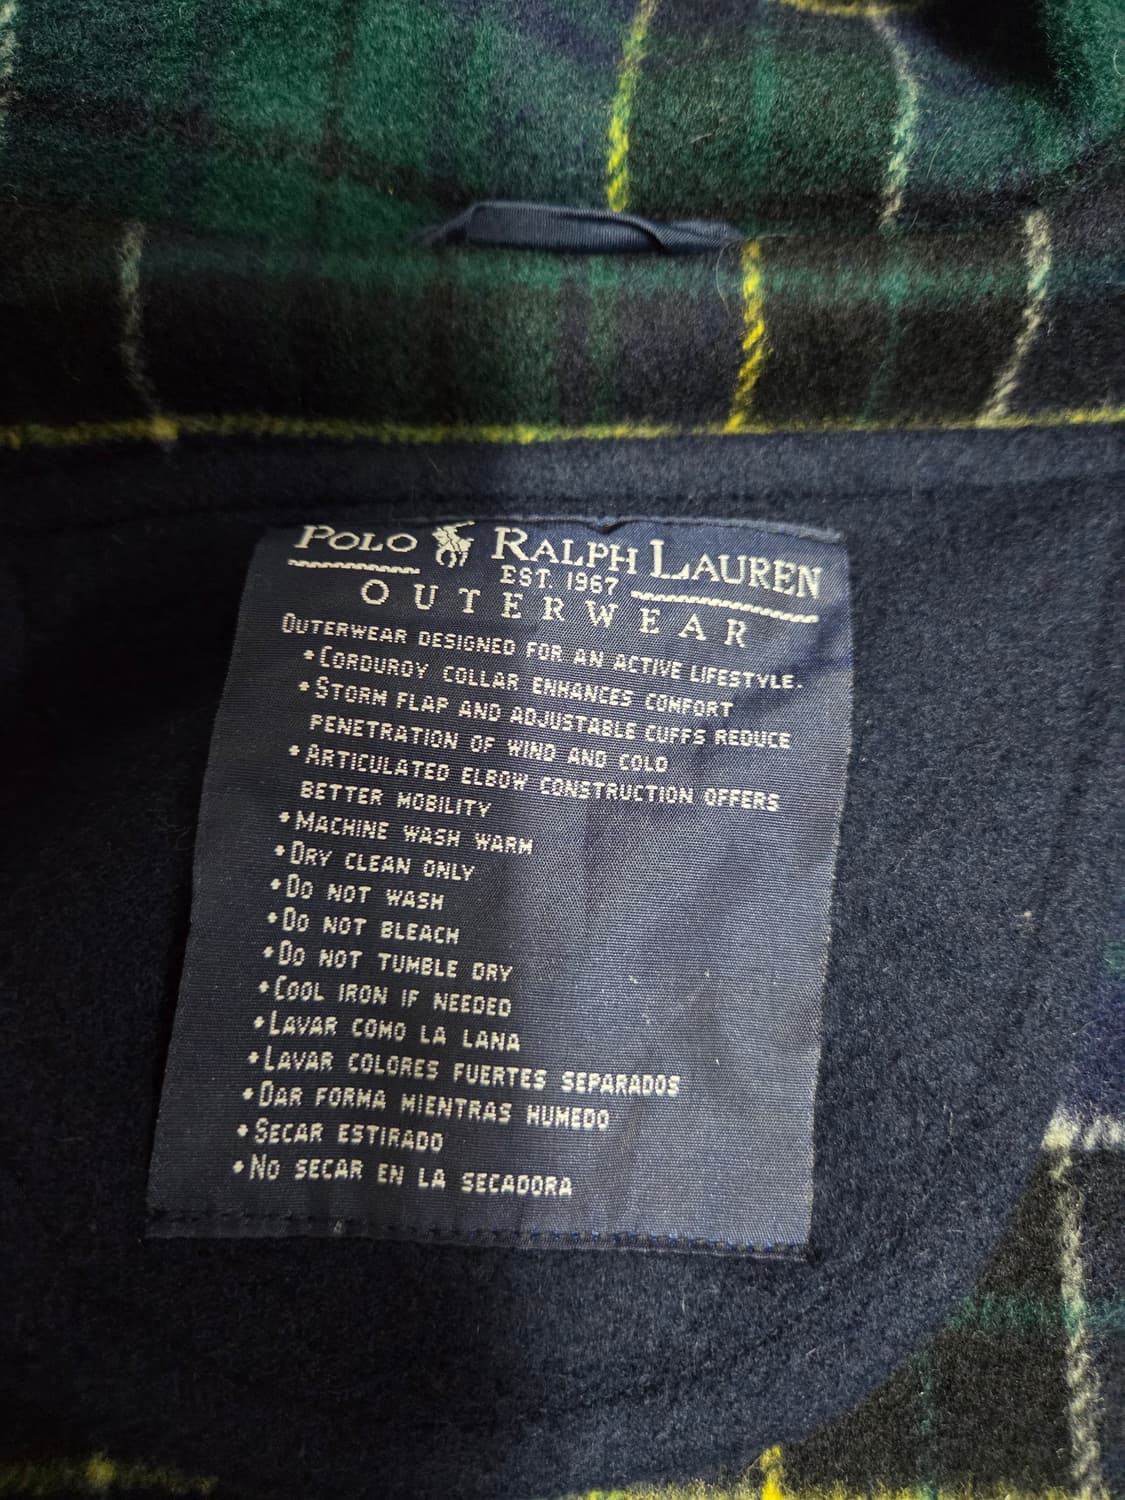 POLO RALPH LAUREN
EST. 1967
OUTERWEAR
OUTERWEAR DESIGNED FOR AN ACTIVE LIFESTYLE.
•CORDUROY COLLAR ENHANCES COMFORT
•STORM FLAP AND ADJUSTABLE CUFFS REDUCE
PENETRATION OF WIND AND COLD
•ARTICULATED ELBOW CONSTRUCTION OFFERS
BETTER MOBILITY
•MACHINE WASH WARM
•DRY CLEAN ONLY
•DO NOT WASH
•DO NOT BLEACH
•DO NOT TUMBLE DRY
•COOL IRON IF NEEDED
•LAVAR COMO LA LANA
•LAVAR COLORES FUERTES SEPARADOS
•DAR FORMA MIENTRAS HUMEDO
•SECAR ESTIRADO
•NO SECAR EN LA SECADORA